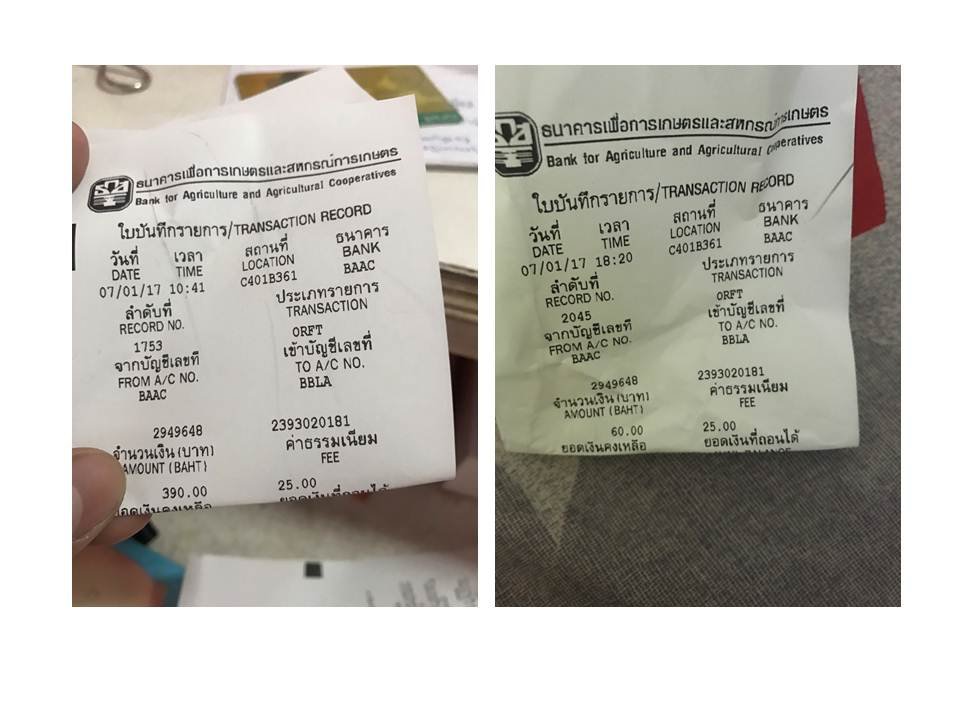 ธนาคารเพื่อการเกษตรและสหกรณ์การเกษตร
Bank for Agriculture and Agricultural Cooperatives
ใบบันทึกรายการ/TRANSACTION RECORD
วันที่ เวลา สถานที่ ธนาคาร
DATE TIME LOCATION BANK
07/01/17 10:41 C401B361 BAAC
ลำดับที่ ประเภทรายการ
RECORD NO. TRANSACTION
1753 ORFT
จากบัญชีเลขที่ เข้าบัญชีเลขที่
FROM A/C NO. TO A/C NO.
BAAC BBLA
2949648 2393020181
จำนวนเงิน (บาท) ค่าธรรมเนียม
AMOUNT (BAHT) FEE
390.00 25.00
ยอดเงินคงเหลือ ยอดเงินที่ถอนได้
ธนาคารเพื่อการเกษตรและสหกรณ์การเกษตร
Bank for Agriculture and Agricultural Cooperatives
ใบบันทึกรายการ/TRANSACTION RECORD
วันที่ เวลา สถานที่ ธนาคาร
DATE TIME LOCATION BANK
07/01/17 18:20 C401B361 BAAC
ลำดับที่ ประเภทรายการ
RECORD NO. TRANSACTION
2045 ORFT
จากบัญชีเลขที่ เข้าบัญชีเลขที่
FROM A/C NO. TO A/C NO.
BAAC BBLA
2949648 2393020181
จำนวนเงิน (บาท) ค่าธรรมเนียม
AMOUNT (BAHT) FEE
60.00 25.00
ยอดเงินคงเหลือ ยอดเงินที่ถอนได้